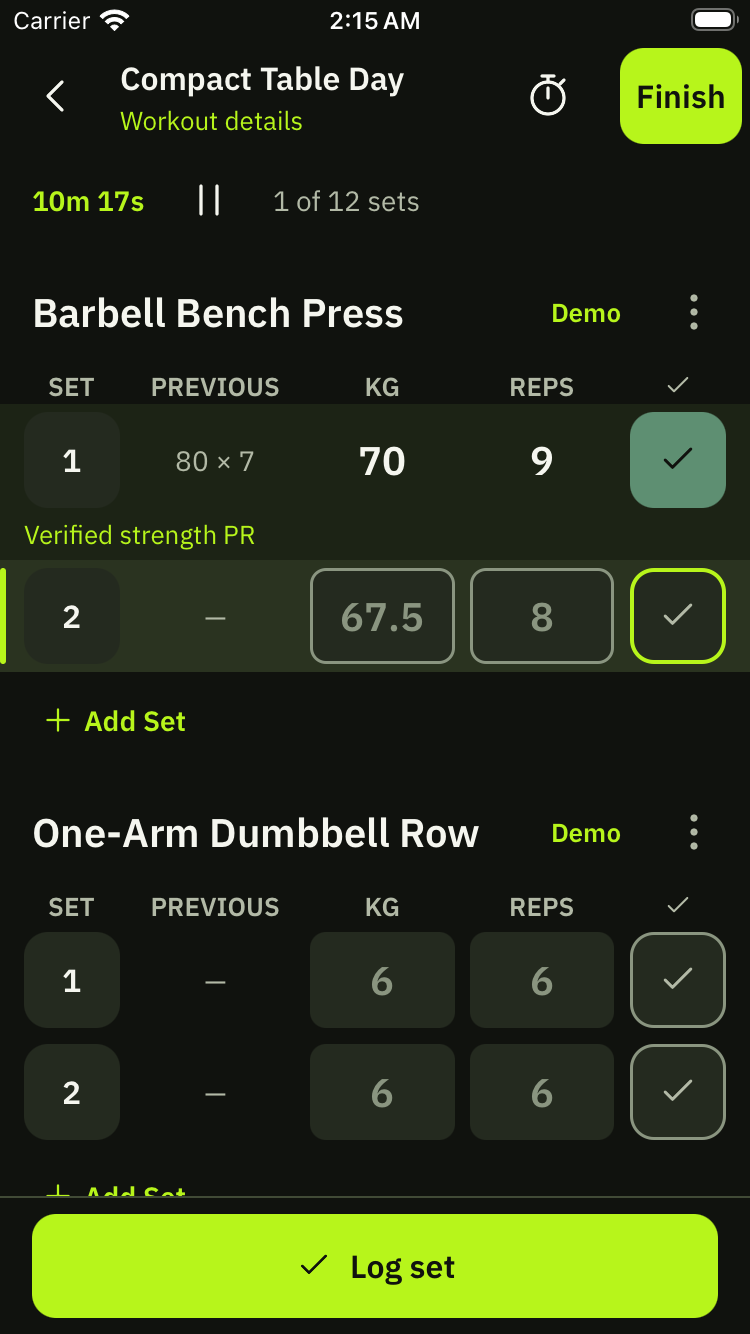 Carrier 2:15 AM
Compact Table Day
Workout details
Finish
10m 17s 1 of 12 sets
Barbell Bench Press Demo
SET PREVIOUS KG REPS ✓
1 80 × 7 70 9 ✓
Verified strength PR
2 – 67.5 8 ✓
+ Add Set
One-Arm Dumbbell Row Demo
SET PREVIOUS KG REPS ✓
1 – 6 6 ✓
2 – 6 6 ✓
+ Add Set
✓ Log set